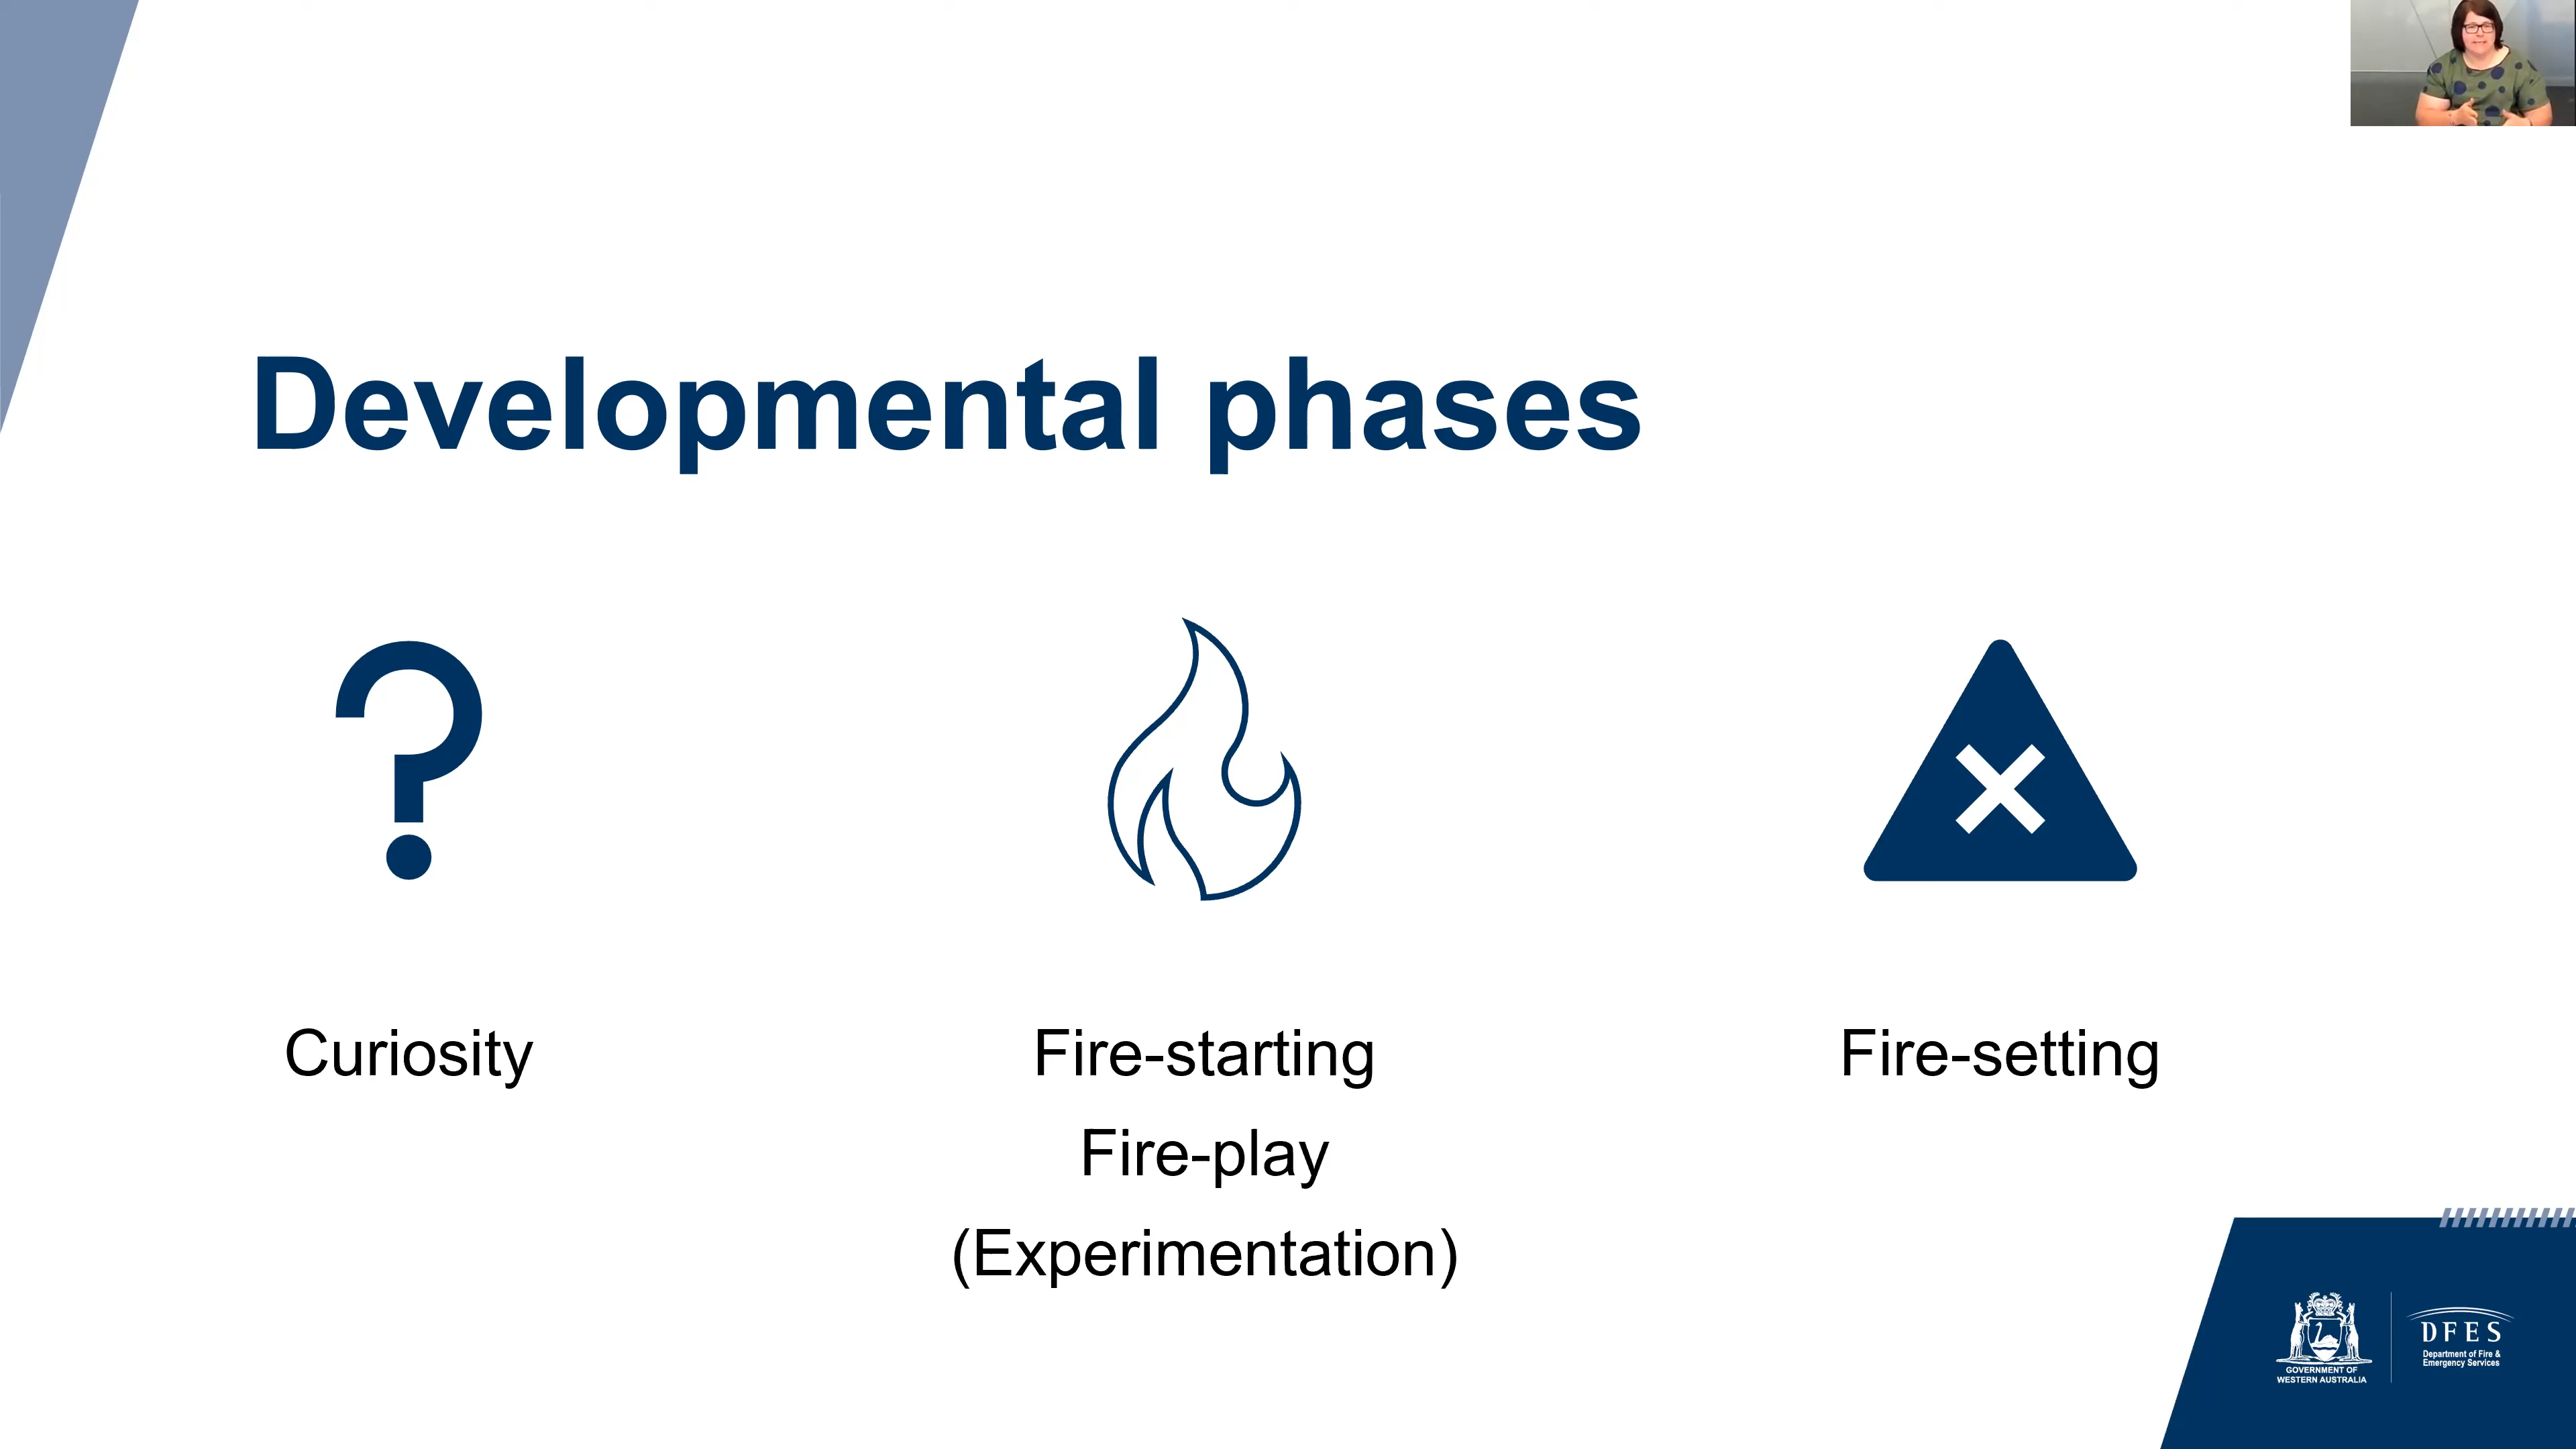 Developmental phases
Curiosity
Fire-starting
Fire-play
(Experimentation)
Fire-setting
GOVERNMENT OF
WESTERN AUSTRALIA
DFES
Department of Fire &
Emergency Services